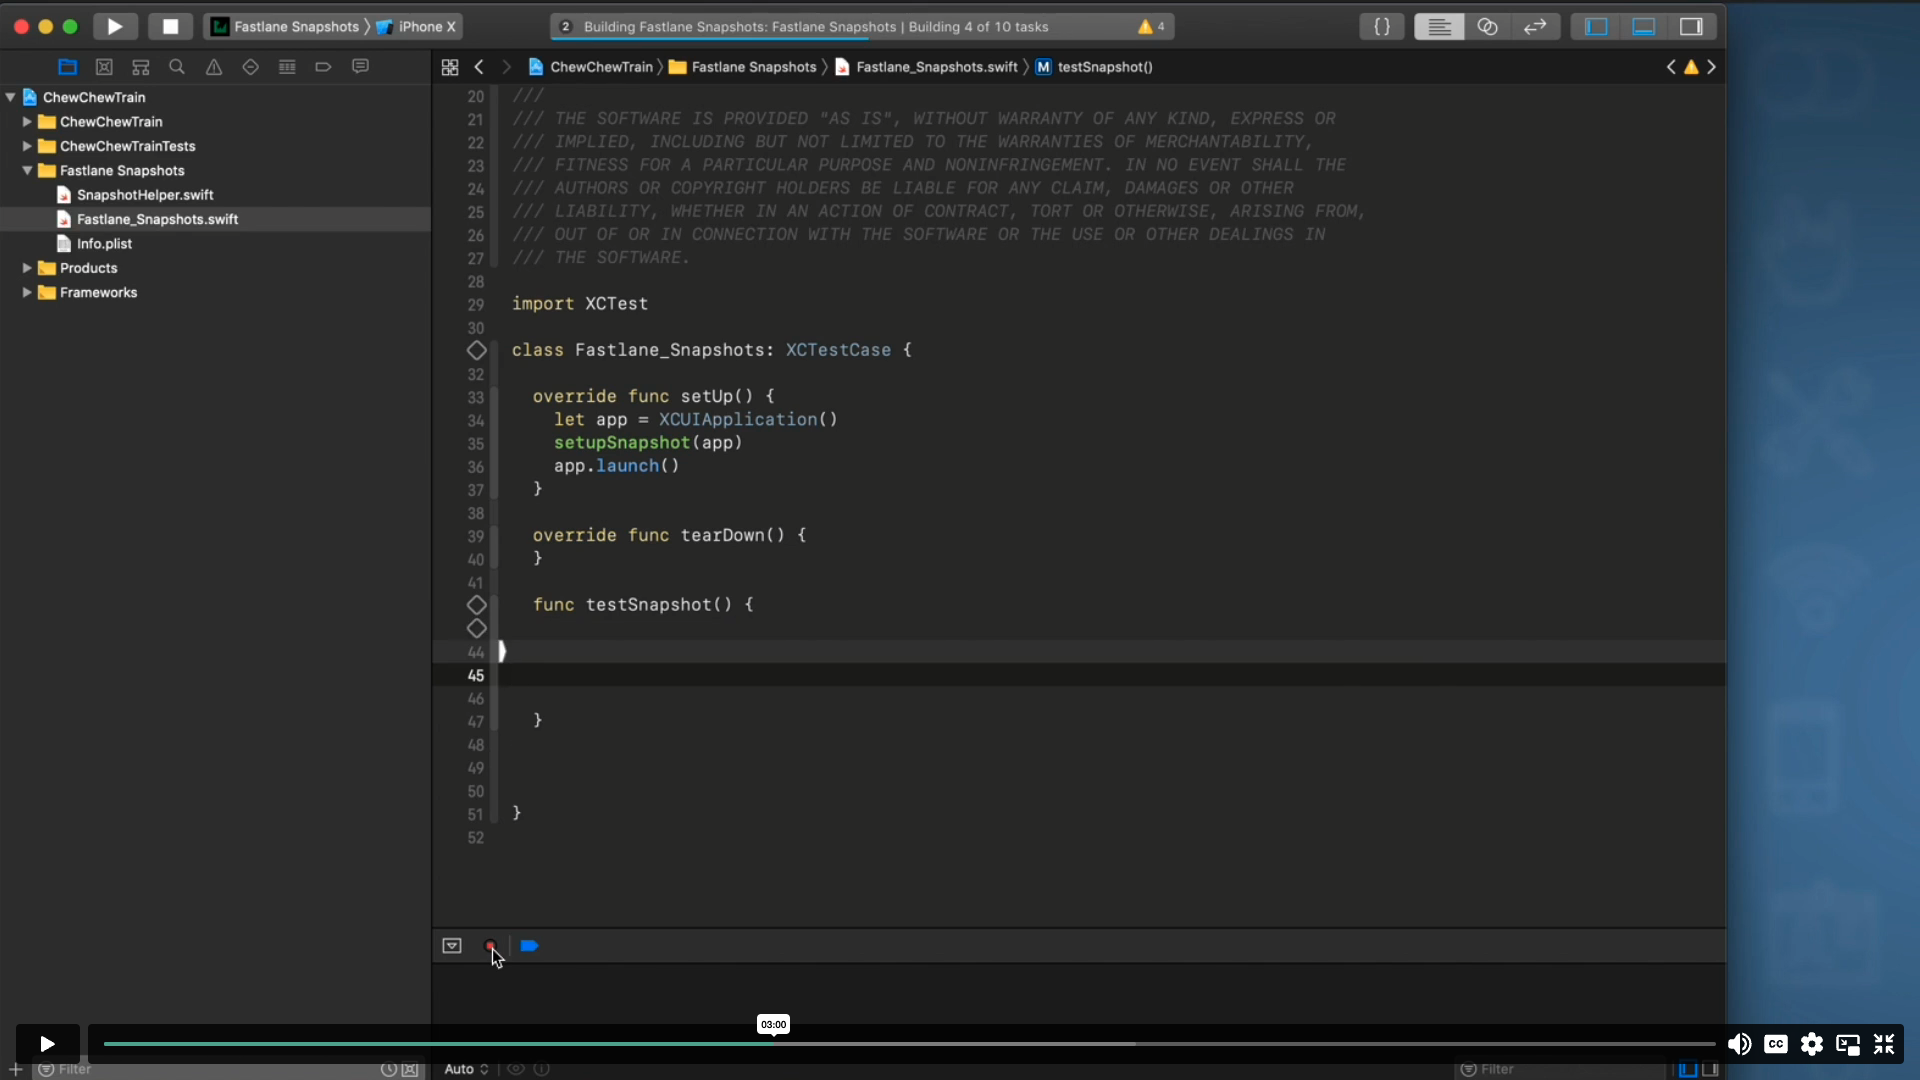 Fastlane Snapshots
iPhone X
2 Building Fastlane Snapshots: Fastlane Snapshots | Building 4 of 10 tasks
4
{}
ChewChewTrain
Fastlane Snapshots
Fastlane_Snapshots.swift
M testSnapshot()
ChewChewTrain
ChewChewTrain
ChewChewTrainTests
Fastlane Snapshots
SnapshotHelper.swift
Fastlane_Snapshots.swift
Info.plist
Products
Frameworks
20 ///
21 /// THE SOFTWARE IS PROVIDED "AS IS", WITHOUT WARRANTY OF ANY KIND, EXPRESS OR
22 /// IMPLIED, INCLUDING BUT NOT LIMITED TO THE WARRANTIES OF MERCHANTABILITY,
23 /// FITNESS FOR A PARTICULAR PURPOSE AND NONINFRINGEMENT. IN NO EVENT SHALL THE
24 /// AUTHORS OR COPYRIGHT HOLDERS BE LIABLE FOR ANY CLAIM, DAMAGES OR OTHER
25 /// LIABILITY, WHETHER IN AN ACTION OF CONTRACT, TORT OR OTHERWISE, ARISING FROM,
26 /// OUT OF OR IN CONNECTION WITH THE SOFTWARE OR THE USE OR OTHER DEALINGS IN
27 /// THE SOFTWARE.
28
29 import XCTest
30
class Fastlane_Snapshots: XCTestCase {
32
33 override func setUp() {
34 let app = XCUIApplication()
35 setupSnapshot(app)
36 app.launch()
37 }
38
39 override func tearDown() {
40 }
41
func testSnapshot() {
44
45
46
47 }
48
49
50
51 }
52
03:00
CC
Filter
Auto
Filter